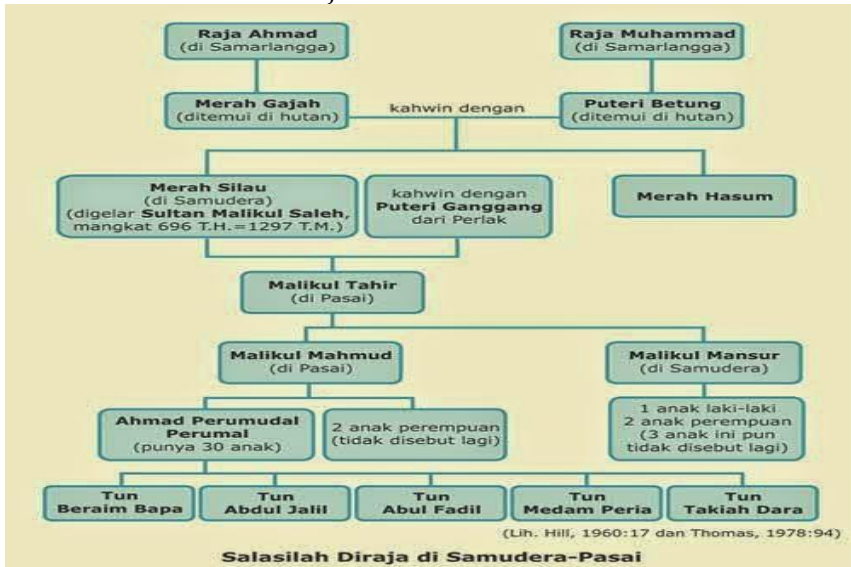 Raja Ahmad
(di Samarlangga)
Raja Muhammad
(di Samarlangga)
Merah Gajah
(ditemui di hutan)
kahwin dengan
Puteri Betung
(ditemui di hutan)
Merah Silau
(di Samudera)
(digelar Sultan Malikul Saleh,
mangkat 696 T.H.=1297 T.M.)
kahwin dengan
Puteri Ganggang
dari Perlak
Merah Hasum
Malikul Tahir
(di Pasai)
Malikul Mahmud
(di Pasai)
Malikul Mansur
(di Samudera)
Ahmad Perumudal
Perumal
(punya 30 anak)
2 anak perempuan
(tidak disebut lagi)
1 anak laki-laki
2 anak perempuan
(3 anak ini pun
tidak disebut lagi)
Tun
Beraim Bapa
Tun
Abdul Jalil
Tun
Abul Fadil
Tun
Medam Peria
Tun
Takiah Dara
(Lih. Hill, 1960:17 dan Thomas, 1978:94)
Salasilah Diraja di Samudera-Pasai